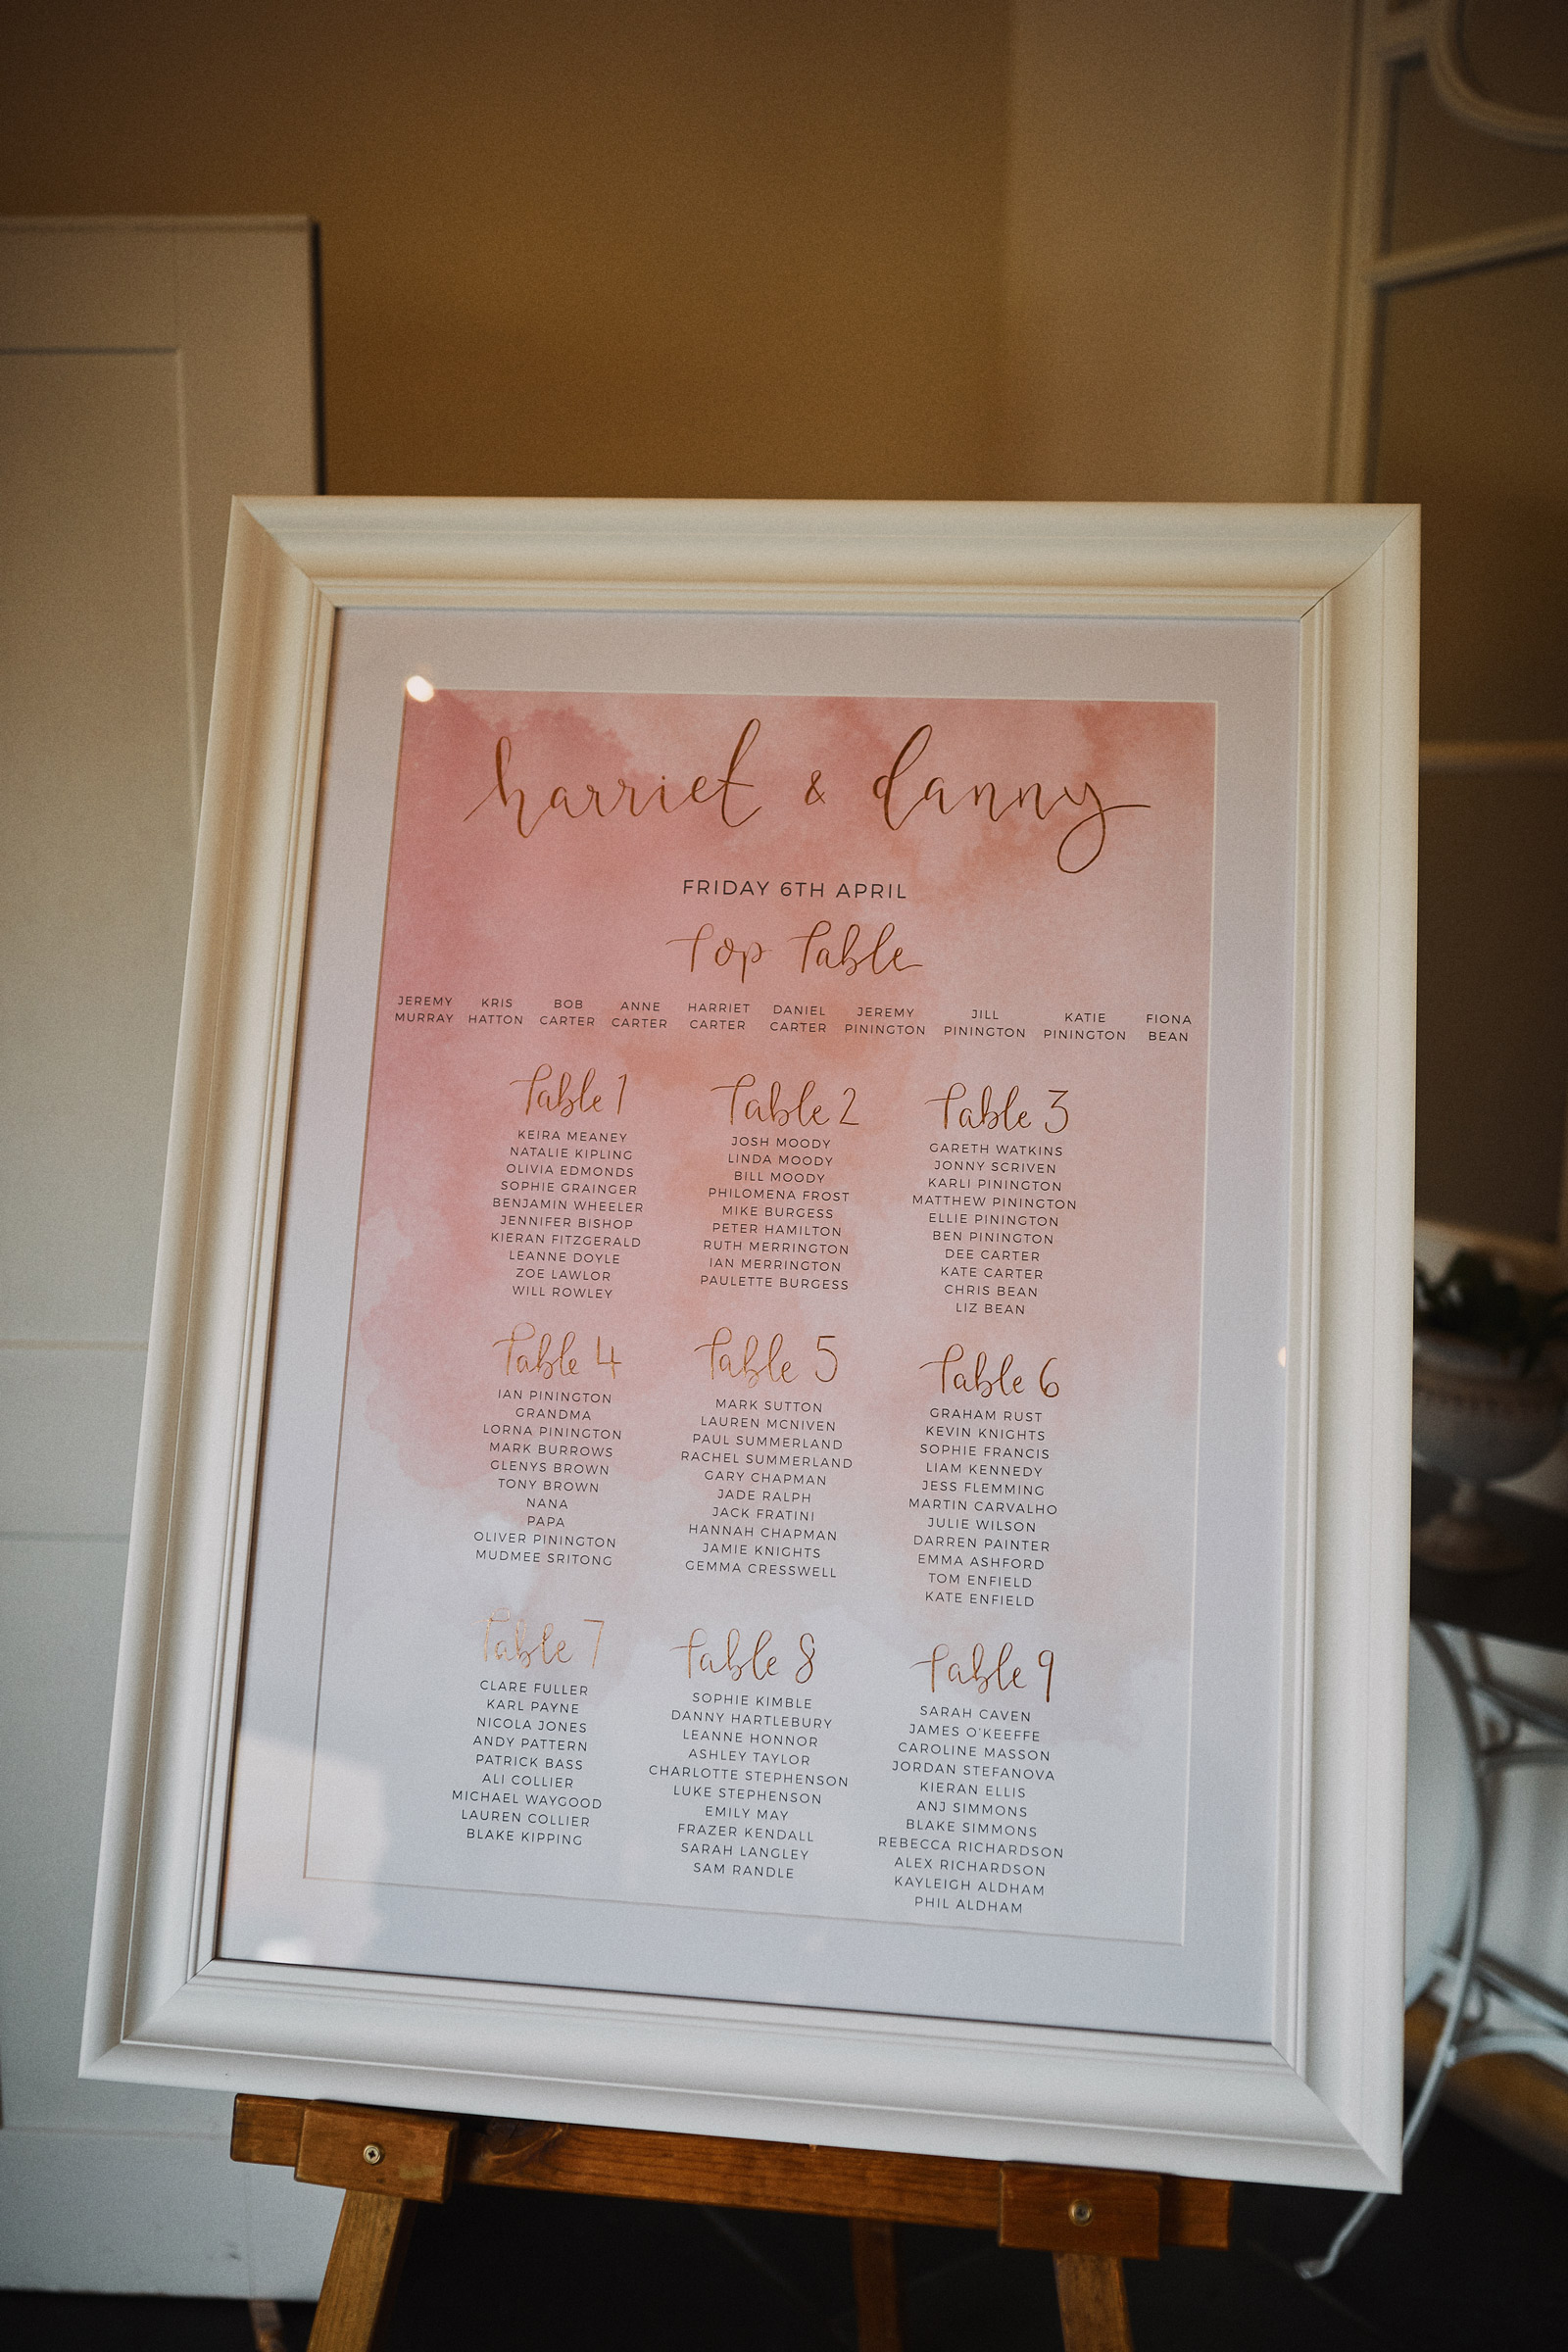 harriet & danny
FRIDAY 6TH APRIL
Top Table
JEREMY MURRAY
KRIS HATTON
BOB CARTER
ANNE CARTER
HARRIET CARTER
DANIEL CARTER
JEREMY PININGTON
JILL PININGTON
KATIE PININGTON
FIONA BEAN
Table 1
KEIRA MEANEY
NATALIE KIPLING
OLIVIA EDMONDS
SOPHIE GRAINGER
BENJAMIN WHEELER
JENNIFER BISHOP
KIERAN FITZGERALD
LEANNE DOYLE
ZOE LAWLOR
WILL ROWLEY
Table 2
JOSH MOODY
LINDA MOODY
BILL MOODY
PHILOMENA FROST
MIKE BURGESS
PETER HAMILTON
RUTH MERRINGTON
IAN MERRINGTON
PAULETTE BURGESS
Table 3
GARETH WATKINS
JONNY SCRIVEN
KARLI PININGTON
MATTHEW PININGTON
ELLIE PININGTON
BEN PININGTON
DEE CARTER
KATE CARTER
CHRIS BEAN
LIZ BEAN
Table 4
IAN PININGTON
GRANDMA
LORNA PININGTON
MARK BURROWS
GLENYS BROWN
TONY BROWN
NANA
PAPA
OLIVER PININGTON
MUDMEE SRITONG
Table 5
MARK SUTTON
LAUREN MCNIVEN
PAUL SUMMERLAND
RACHEL SUMMERLAND
GARY CHAPMAN
JADE RALPH
JACK FRATINI
HANNAH CHAPMAN
JAMIE KNIGHTS
GEMMA CRESSWELL
Table 6
GRAHAM RUST
KEVIN KNIGHTS
SOPHIE FRANCIS
LIAM KENNEDY
JESS FLEMMING
MARTIN CARVALHO
JULIE WILSON
DARREN PAINTER
EMMA ASHFORD
TOM ENFIELD
KATE ENFIELD
Table 7
CLARE FULLER
KARL PAYNE
NICOLA JONES
ANDY PATTERN
PATRICK BASS
ALI COLLIER
MICHAEL WAYGOOD
LAUREN COLLIER
BLAKE KIPPING
Table 8
SOPHIE KIMBLE
DANNY HARTLEBURY
LEANNE HONNOR
ASHLEY TAYLOR
CHARLOTTE STEPHENSON
LUKE STEPHENSON
EMILY MAY
FRAZER KENDALL
SARAH LANGLEY
SAM RANDLE
Table 9
SARAH CAVEN
JAMES O'KEEFFE
CAROLINE MASSON
JORDAN STEFANOVA
KIERAN ELLIS
ANJ SIMMONS
BLAKE SIMMONS
REBECCA RICHARDSON
ALEX RICHARDSON
KAYLEIGH ALDHAM
PHIL ALDHAM